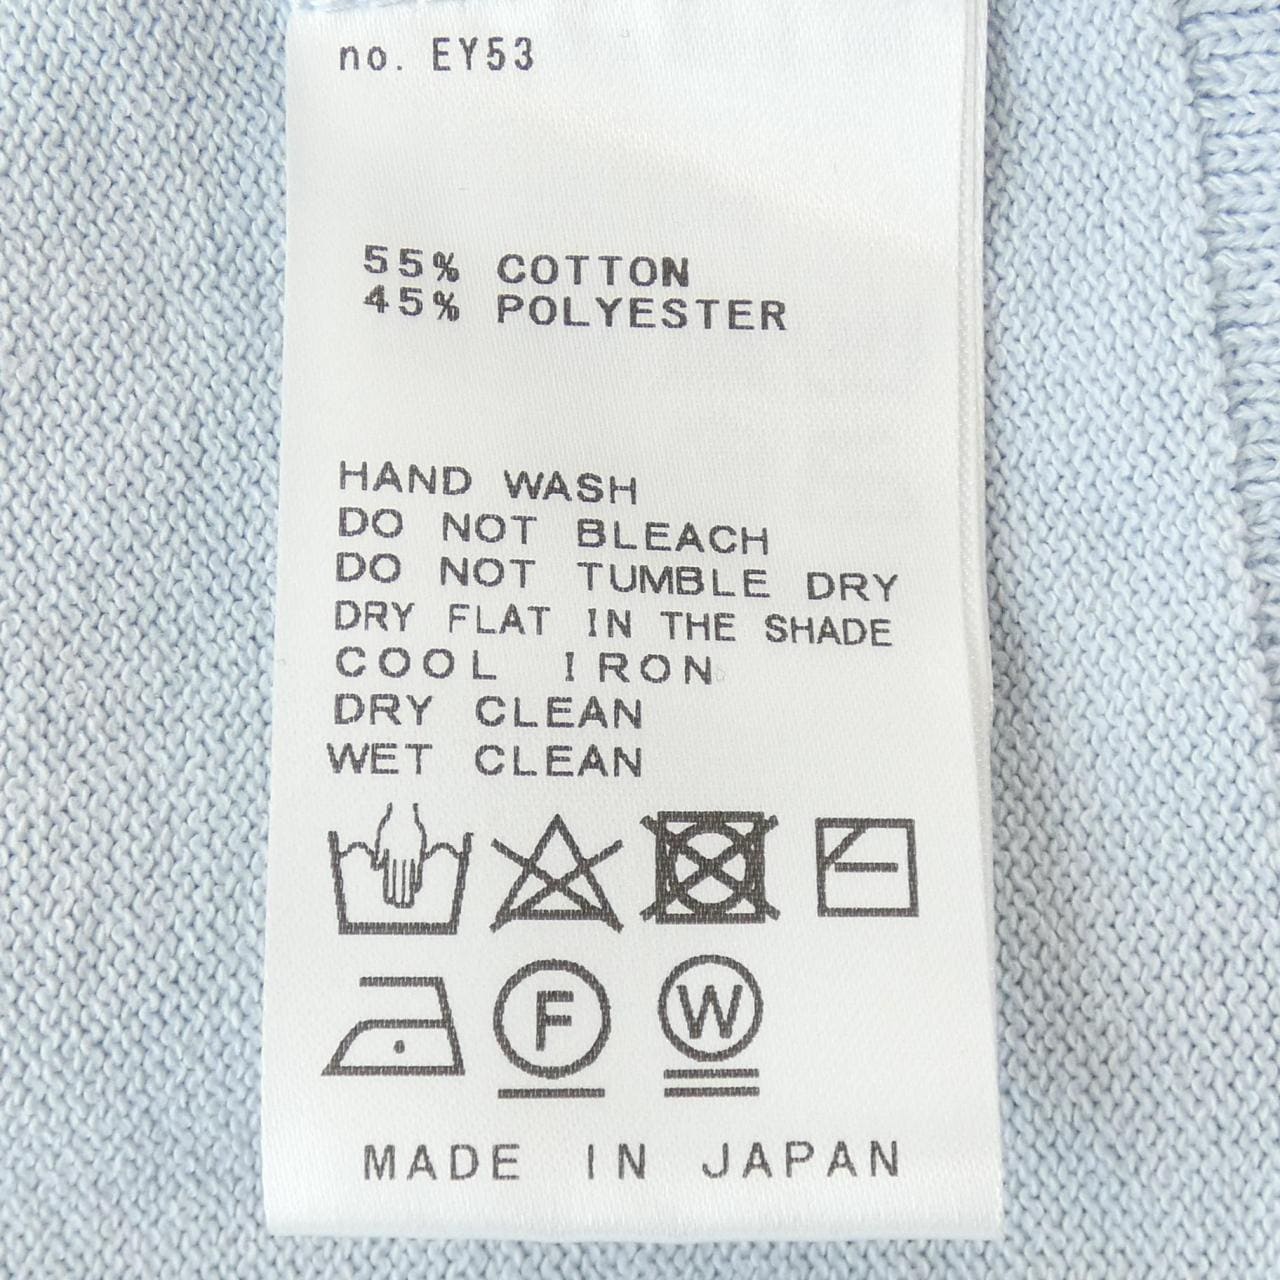 no. EY53
55% COTTON
45% POLYESTER
HAND WASH
DO NOT BLEACH
DO NOT TUMBLE DRY
DRY FLAT IN THE SHADE
COOL IRON
DRY CLEAN
WET CLEAN
F W
MADE IN JAPAN